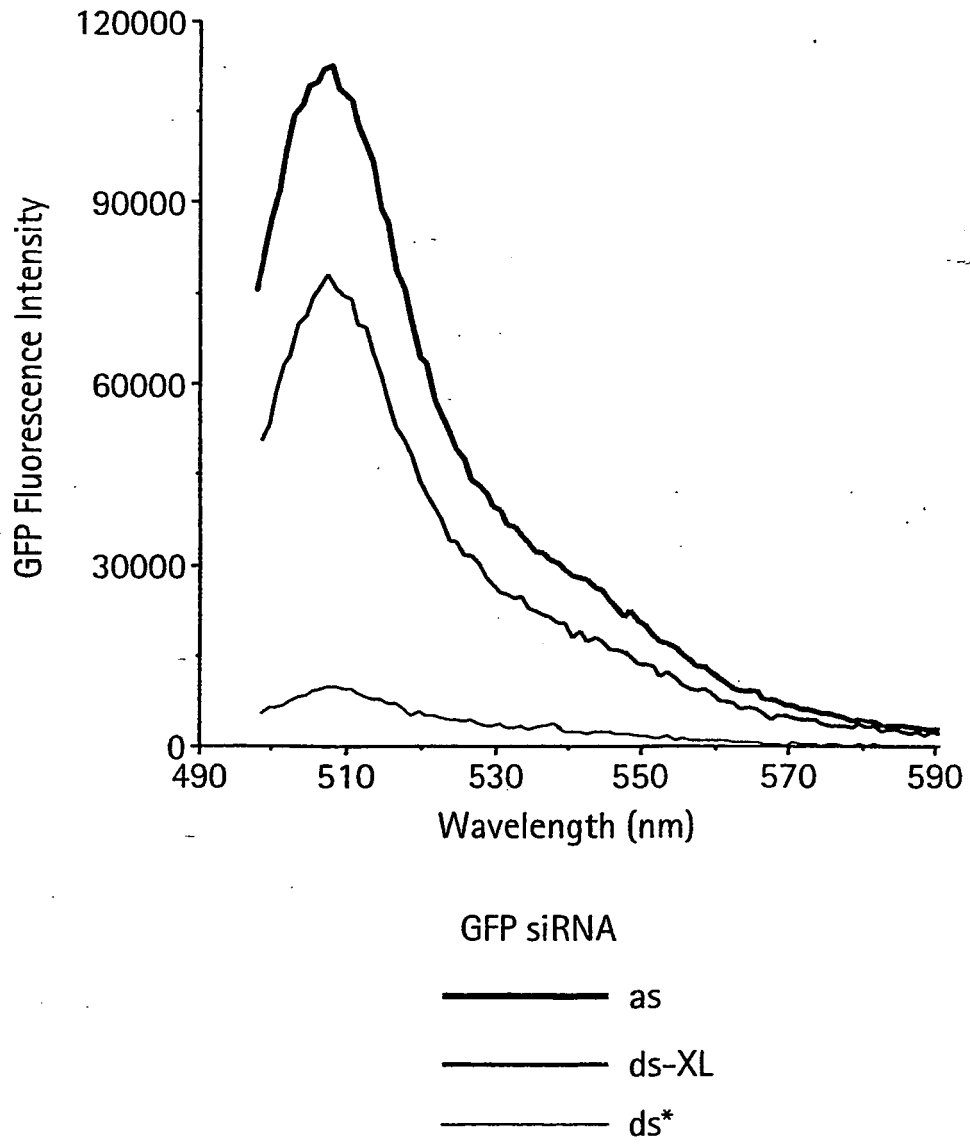 120000
90000
60000
30000
0
GFP Fluorescence Intensity
490 510 530 550 570 590
Wavelength (nm)
GFP siRNA
as
ds-XL
ds*